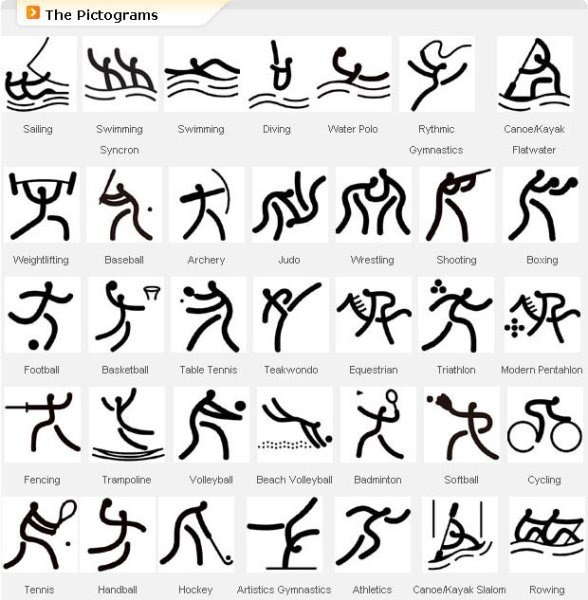 The Pictograms
Sailing Swimming Swimming Diving Water Polo Rythmic Canoe/Kayak
Syncron Gymnastics Flatwater
Weightlifting Baseball Archery Judo Wrestling Shooting Boxing
Football Basketball Table Tennis Teakwondo Equestrian Triathlon Modern Pentahlon
Fencing Trampoline Volleyball Beach Volleyball Badminton Softball Cycling
Tennis Handball Hockey Artistics Gymnastics Athletics Canoe/Kayak Slalom Rowing